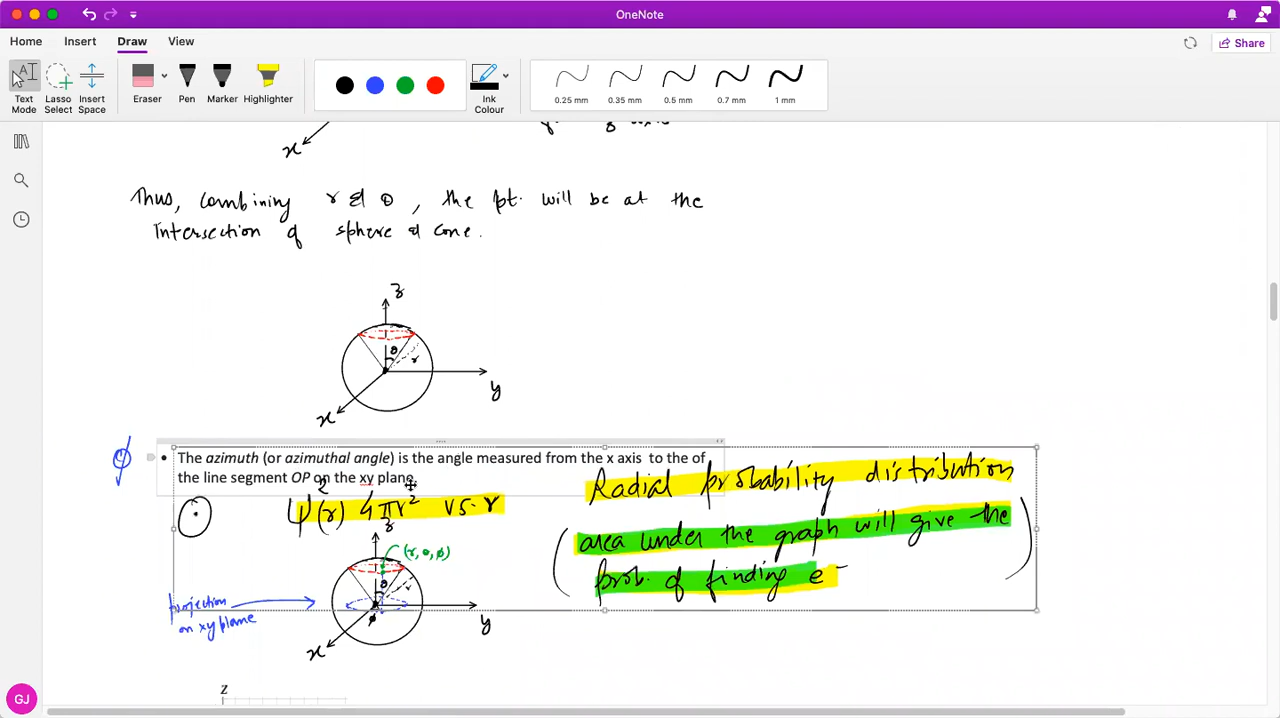 OneNote
Home Insert Draw View
Share
Text Mode
Lasso Select
Insert Space
Eraser
Pen
Marker
Highlighter
Ink Colour
0.25 mm 0.35 mm 0.5 mm 0.7 mm 1 mm
x
Thus, combining r & θ, the pt. will be at the
intersection of sphere & cone.
z
θ
r
y
x
ϕ
• The azimuth (or azimuthal angle) is the angle measured from the x axis to the of
the line segment OP on the xy plane
Radial probability distribution
ψ²(r) 4πr² vs. r
(area under the graph will give the
prob. of finding e⁻)
z
(r, θ, ϕ)
θ
r
projection
on xy plane
ϕ
y
x
z
GJ